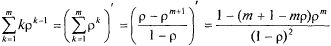 $\sum_{k=1}^{m} k\rho^{k-1} = \left(\sum_{k=1}^{m} \rho^{k}\right)' = \left(\frac{\rho - \rho^{m+1}}{1-\rho}\right)' = \frac{1-(m+1-m\rho)\rho^{m}}{(1-\rho)^{2}}$